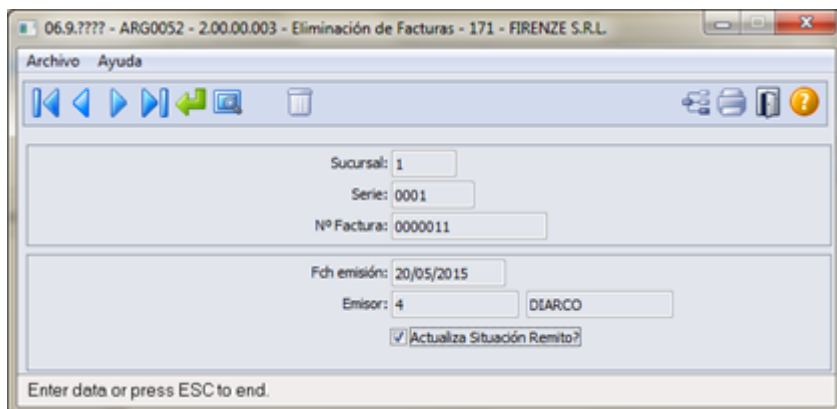 06.9.???? - ARG0052 - 2.00.00.003 - Eliminación de Facturas - 171 - FIRENZE S.R.L.
Archivo Ayuda
Sucursal: 1
Serie: 0001
Nº Factura: 0000011
Fch emisión: 20/05/2015
Emisor: 4 DIARCO
Actualiza Situación Remito?
Enter data or press ESC to end.